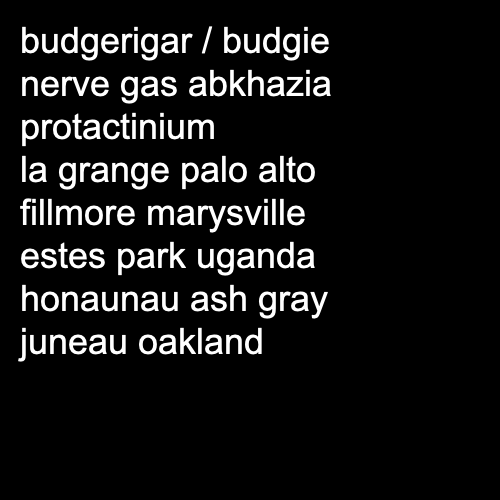 budgerigar / budgie
nerve gas abkhazia
protactinium
la grange palo alto
fillmore marysville
estes park uganda
honaunau ash gray
juneau oakland